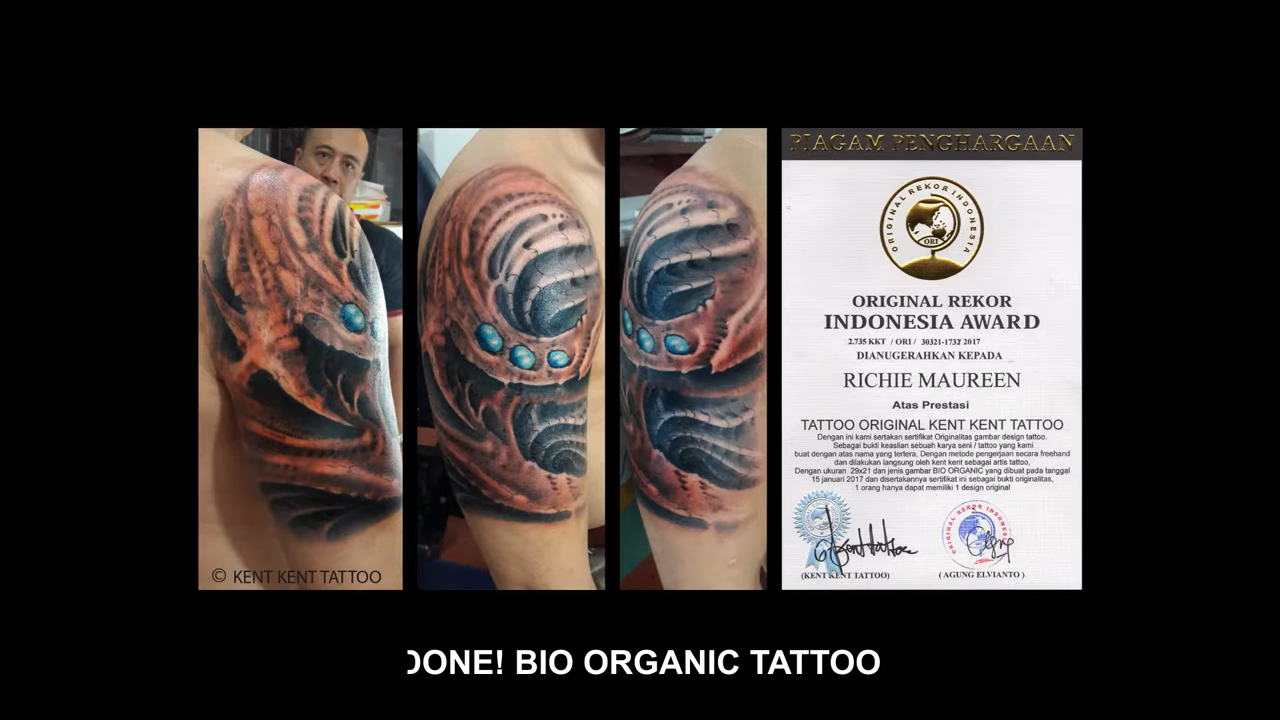 © KENT KENT TATTOO
PIAGAM PENGHARGAAN
ORIGINAL REKOR INDONESIA
ORI
ORIGINAL REKOR
INDONESIA AWARD
2.735 KKT / ORI / 30321-1732 2017
DIANUGERAHKAN KEPADA
RICHIE MAUREEN
Atas Prestasi
TATTOO ORIGINAL KENT KENT TATTOO
Dengan ini kami sertakan sertifikat Originalitas gambar design tattoo.
Sebagai bukti keaslian sebuah karya seni / tattoo yang kami
buat dengan atas nama yang tertera, Dengan metode pengerjaan secara freehand
dan dilakukan langsung oleh kent kent sebagai artis tattoo,
Dengan ukuran 29x21 dan jenis gambar BIO ORGANIC yang dibuat pada tanggal
15 januari 2017 dan disertakannya sertifikat ini sebagai bukti originalitas,
1 orang hanya dapat memiliki 1 design original
ORIGINAL REKOR INDONESIA
(KENT KENT TATTOO)
( AGUNG ELVIANTO )
DONE! BIO ORGANIC TATTOO